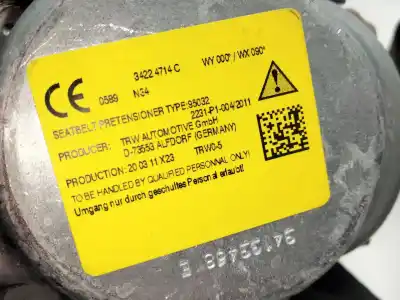 3422 4714 C WY 000° / WX 090°
CE 0589 N34
SEATBELT PRETENSIONER TYPE: 95032
2231-P1-004/2011
PRODUCER: TRW AUTOMOTIVE GmbH
D-73553 ALFDORF (GERMANY)
PRODUCTION: 20 03 11 X23 TRW0-5
TO BE HANDLED BY QUALIFIED PERSONNAL ONLY!
Umgang nur durch geschultes Personal erlaubt!